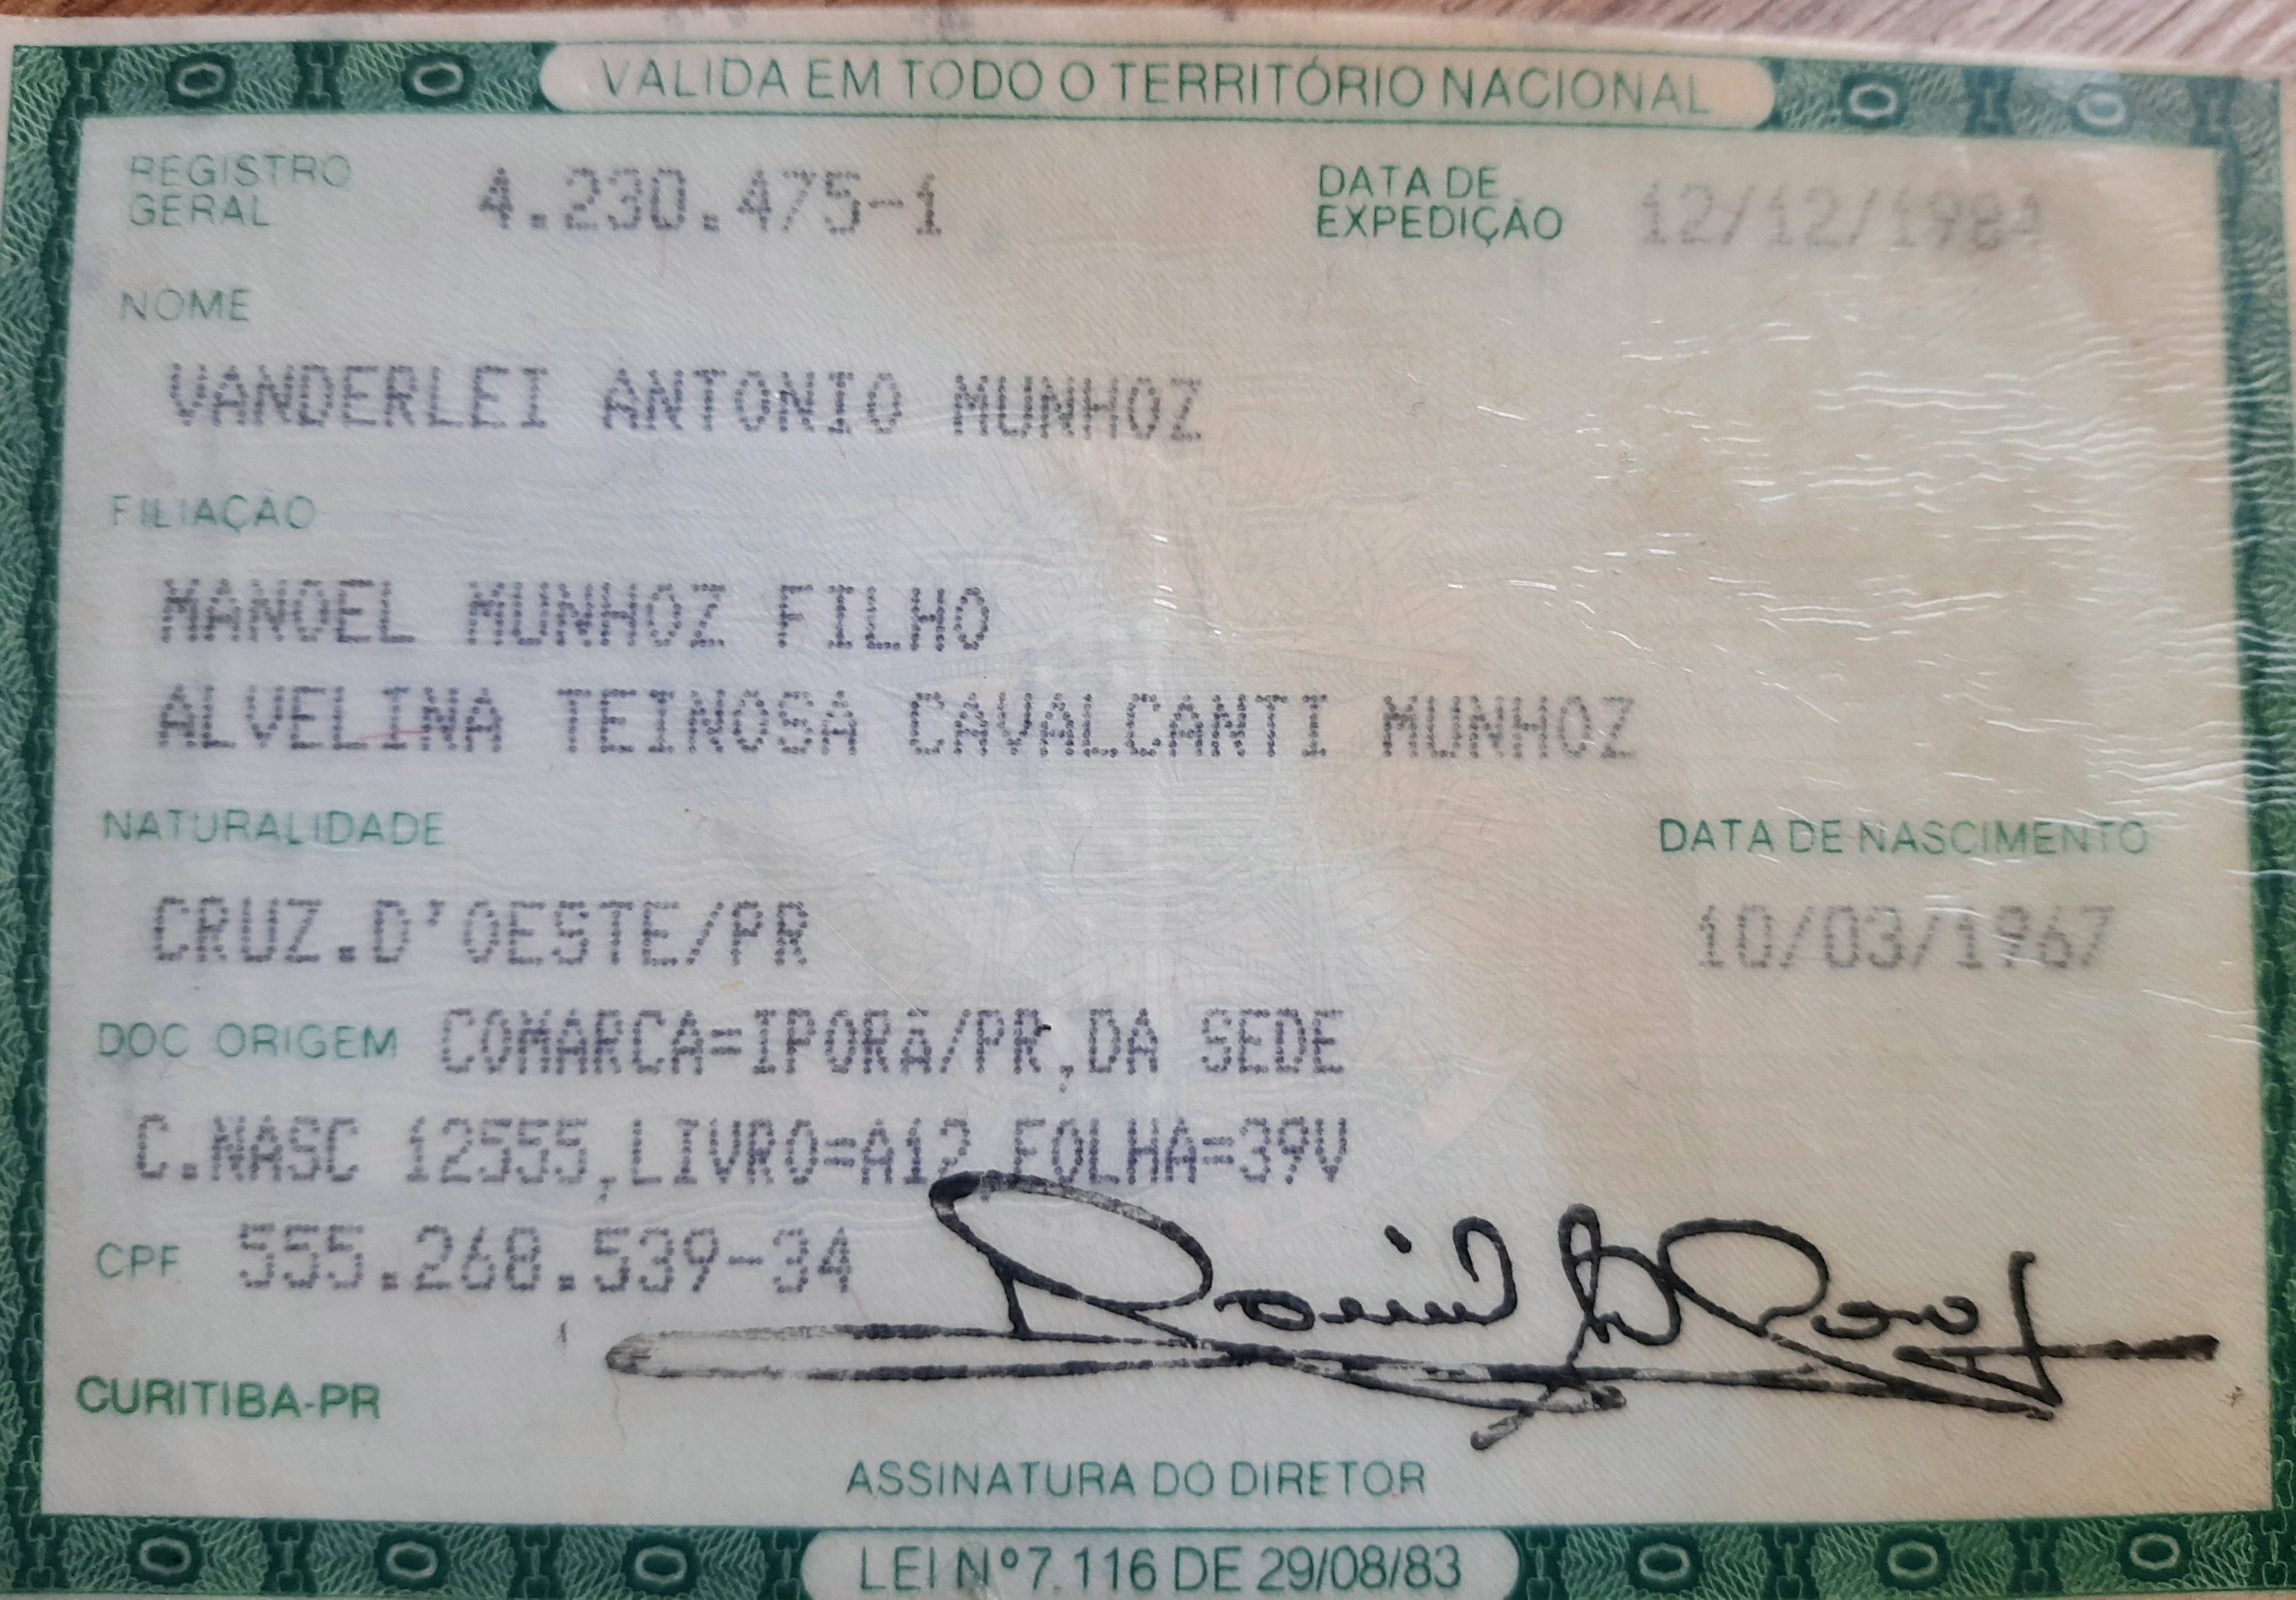 VALIDA EM TODO O TERRITÓRIO NACIONAL
REGISTRO GERAL 4.230.475-1 DATA DE EXPEDIÇÃO 12/12/1984
NOME
VANDERLEI ANTONIO MUNHOZ
FILIAÇÃO
MANOEL MUNHOZ FILHO
ALVELINA TEIMOSA CAVALCANTI MUNHOZ
NATURALIDADE DATA DE NASCIMENTO
CRUZ.D'OESTE/PR 10/03/1967
DOC ORIGEM COMARCA=IPORÃ/PR,DA SEDE
C.NASC 12555,LIVRO=A12,FOLHA=39V
CPF 555.268.539-34
CURITIBA-PR
ASSINATURA DO DIRETOR
LEI Nº 7.116 DE 29/08/83